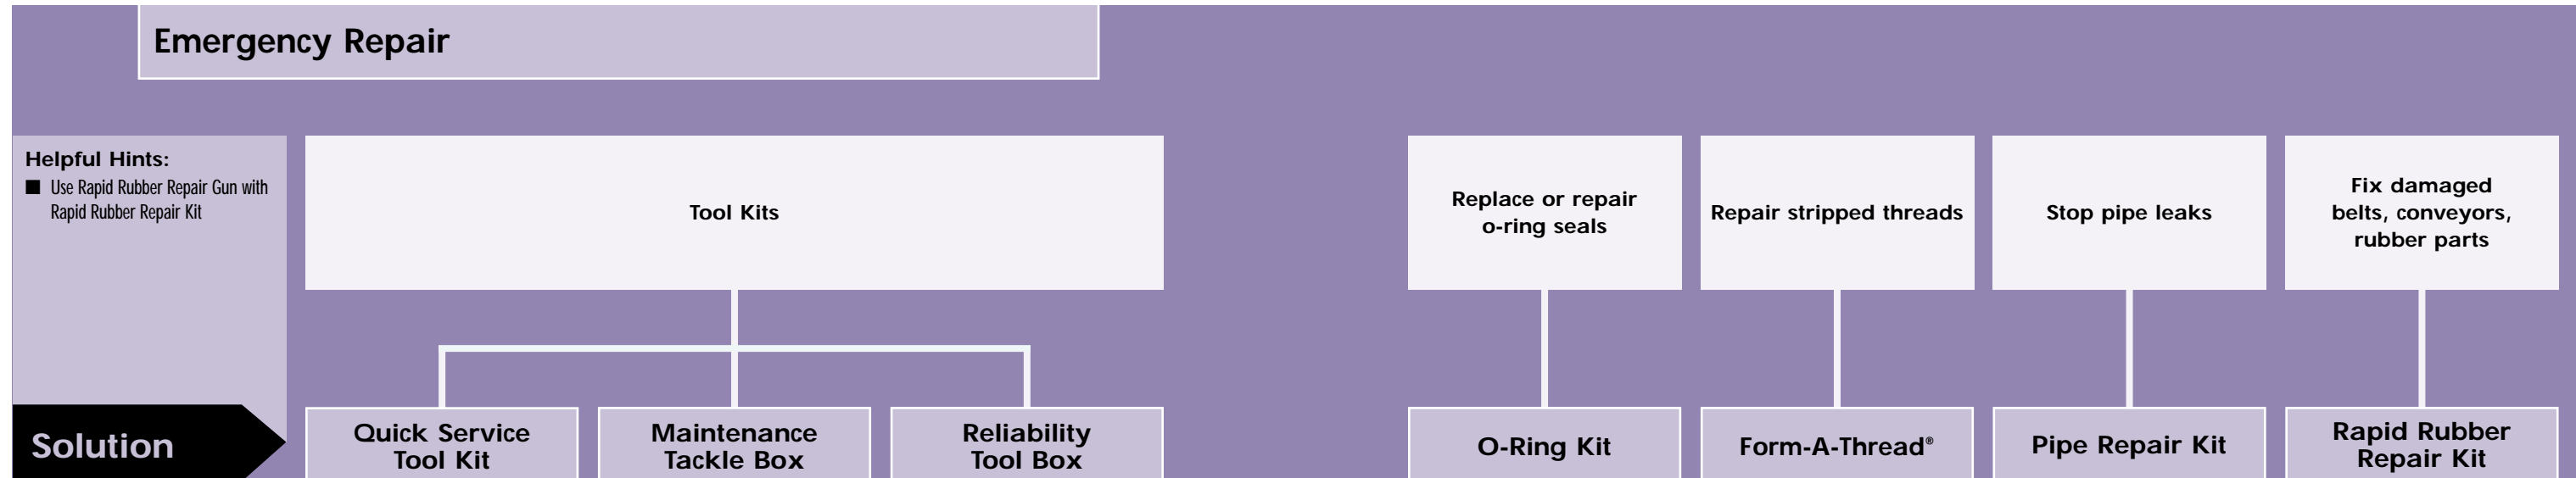 Emergency Repair
Helpful Hints:
■ Use Rapid Rubber Repair Gun with
Rapid Rubber Repair Kit
Tool Kits
Replace or repair
o-ring seals
Repair stripped threads
Stop pipe leaks
Fix damaged
belts, conveyors,
rubber parts
Solution
Quick Service
Tool Kit
Maintenance
Tackle Box
Reliability
Tool Box
O-Ring Kit
Form-A-Thread®
Pipe Repair Kit
Rapid Rubber
Repair Kit